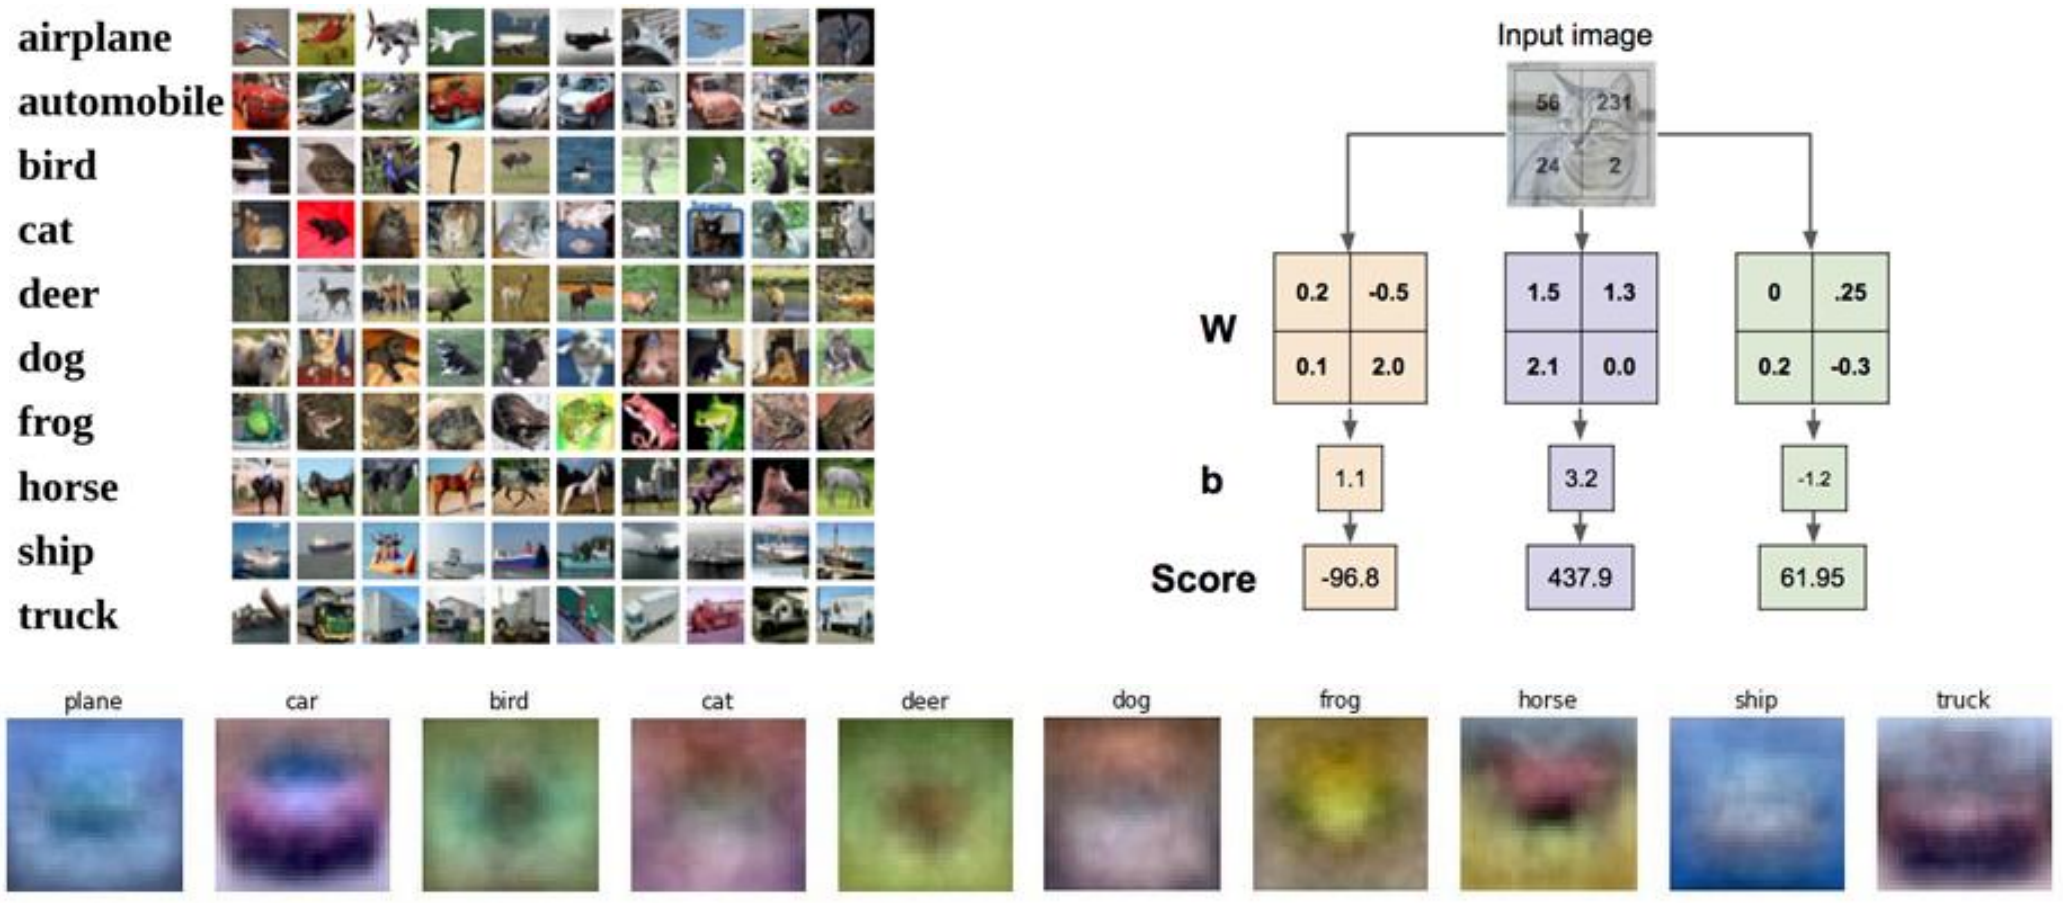 airplane
automobile
bird
cat
deer
dog
frog
horse
ship
truck
Input image
56 231
24 2
W
0.2 -0.5 1.5 1.3 0 .25
0.1 2.0 2.1 0.0 0.2 -0.3
b 1.1 3.2 -1.2
Score -96.8 437.9 61.95
plane car bird cat deer dog frog horse ship truck